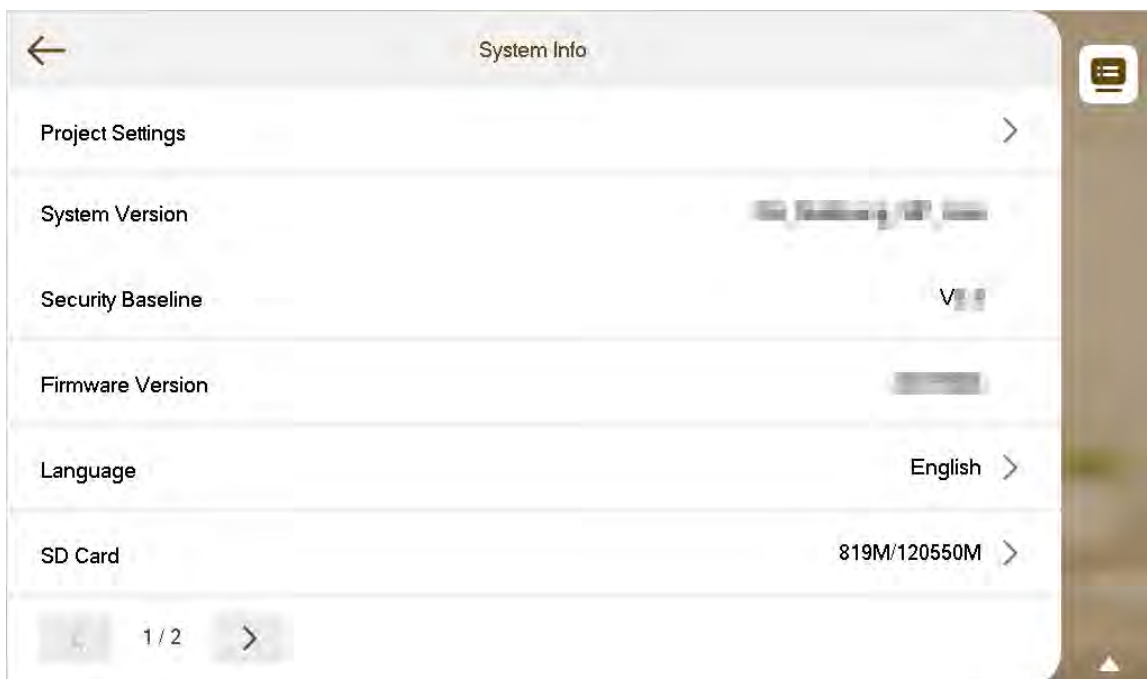 System Info
Project Settings
System Version
Security Baseline V
Firmware Version
Language English
SD Card 819M/120550M
1 / 2